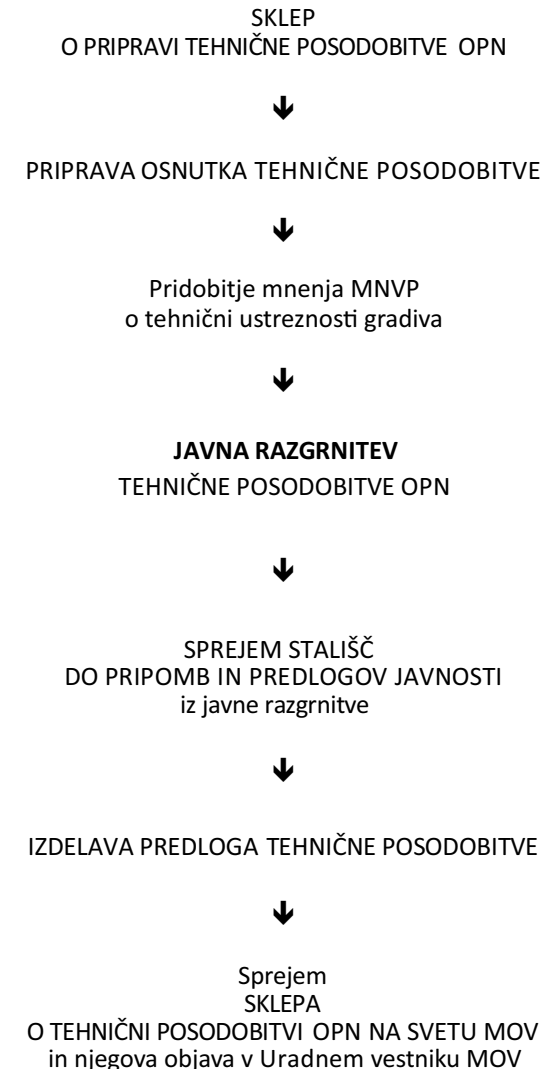 SKLEP
O PRIPRAVI TEHNIČNE POSODOBITVE OPN
PRIPRAVA OSNUTKA TEHNIČNE POSODOBITVE
Pridobitje mnenja MNVP
o tehnični ustreznosti gradiva
JAVNA RAZGRNITEV
TEHNIČNE POSODOBITVE OPN
SPREJEM STALIŠČ
DO PRIPOMB IN PREDLOGOV JAVNOSTI
iz javne razgrnitve
IZDELAVA PREDLOGA TEHNIČNE POSODOBITVE
Sprejem
SKLEPA
O TEHNIČNI POSODOBITVI OPN NA SVETU MOV
in njegova objava v Uradnem vestniku MOV